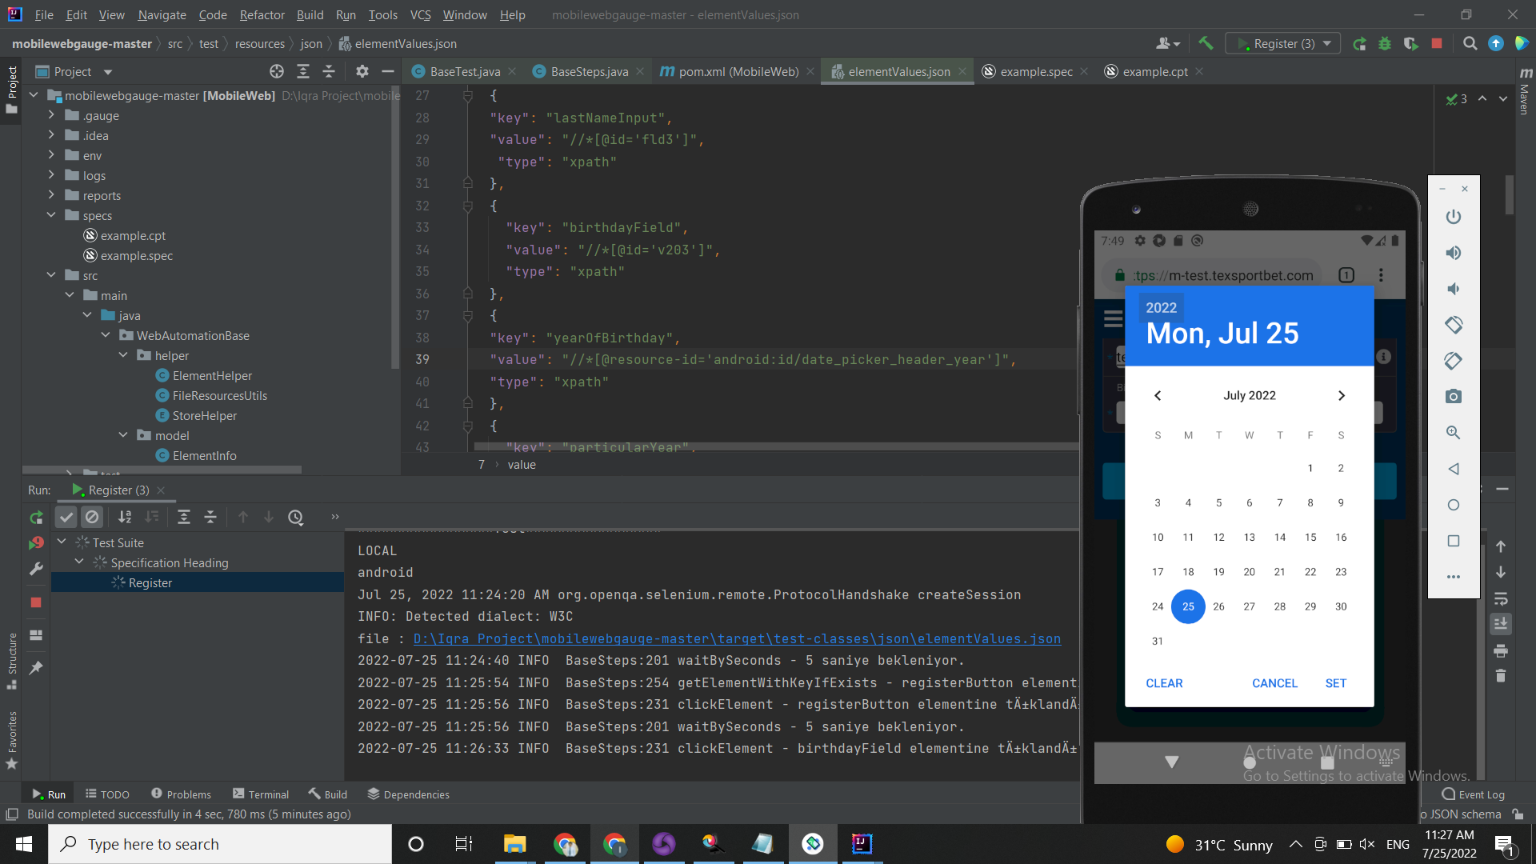 File Edit View Navigate Code Refactor Build Run Tools VCS Window Help mobilewebgauge-master - elementValues.json
mobilewebgauge-master src test resources json elementValues.json Register (3)
Project
BaseTest.java BaseSteps.java pom.xml (MobileWeb) elementValues.json example.spec example.cpt
Project
Maven
mobilewebgauge-master [MobileWeb] D:\Iqra Project\mobile
.gauge
.idea
env
logs
reports
specs
example.cpt
example.spec
src
main
java
WebAutomationBase
helper
ElementHelper
FileResourcesUtils
StoreHelper
model
ElementInfo
27 {
28 "key": "lastNameInput",
29 "value": "//*[@id='fld3']",
30 "type": "xpath"
31 },
32 {
33 "key": "birthdayField",
34 "value": "//*[@id='v203']",
35 "type": "xpath"
36 },
37 {
38 "key": "yearOfBirthday",
39 "value": "//*[@resource-id='android:id/date_picker_header_year']",
40 "type": "xpath"
41 },
42 {
43 "key": "particularYear",
3
7 value
Run: Register (3)
Test Suite
Specification Heading
Register
LOCAL
android
Jul 25, 2022 11:24:20 AM org.openqa.selenium.remote.ProtocolHandshake createSession
INFO: Detected dialect: W3C
file : D:\Iqra Project\mobilewebgauge-master\target\test-classes\json\elementValues.json
2022-07-25 11:24:40 INFO BaseSteps:201 waitBySeconds - 5 saniye bekleniyor.
2022-07-25 11:25:54 INFO BaseSteps:254 getElementWithKeyIfExists - registerButton element
2022-07-25 11:25:56 INFO BaseSteps:231 clickElement - registerButton elementine tÄ±klandÄ±
2022-07-25 11:25:56 INFO BaseSteps:201 waitBySeconds - 5 saniye bekleniyor.
2022-07-25 11:26:33 INFO BaseSteps:231 clickElement - birthdayField elementine tÄ±klandÄ±
7:49
tps://m-test.texsportbet.com 1
2022
Mon, Jul 25
July 2022
S M T W T F S
1 2
3 4 5 6 7 8 9
10 11 12 13 14 15 16
17 18 19 20 21 22 23
24 25 26 27 28 29 30
31
CLEAR CANCEL SET
Structure
Favorites
Activate Windows
Go to Settings to activate Windows.
Run TODO Problems Terminal Build Dependencies Event Log
Build completed successfully in 4 sec, 780 ms (5 minutes ago) o JSON schema
Type here to search
31°C Sunny ENG
11:27 AM
7/25/2022
1